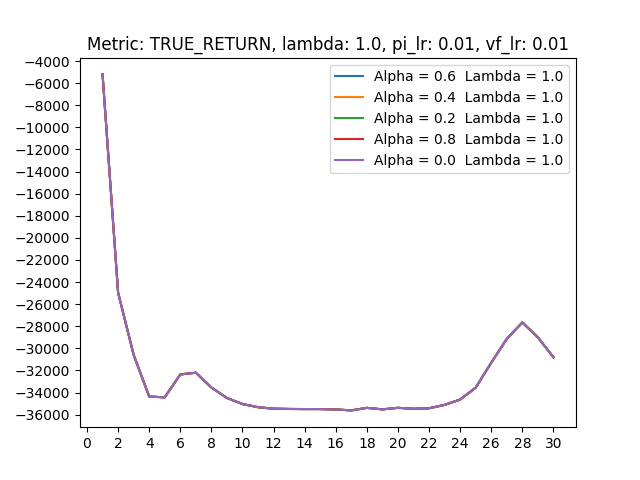 Metric: TRUE_RETURN, lambda: 1.0, pi_lr: 0.01, vf_lr: 0.01
−4000
−6000
−8000
−10000
−12000
−14000
−16000
−18000
−20000
−22000
−24000
−26000
−28000
−30000
−32000
−34000
−36000
Alpha = 0.6 Lambda = 1.0
Alpha = 0.4 Lambda = 1.0
Alpha = 0.2 Lambda = 1.0
Alpha = 0.8 Lambda = 1.0
Alpha = 0.0 Lambda = 1.0
0 2 4 6 8 10 12 14 16 18 20 22 24 26 28 30